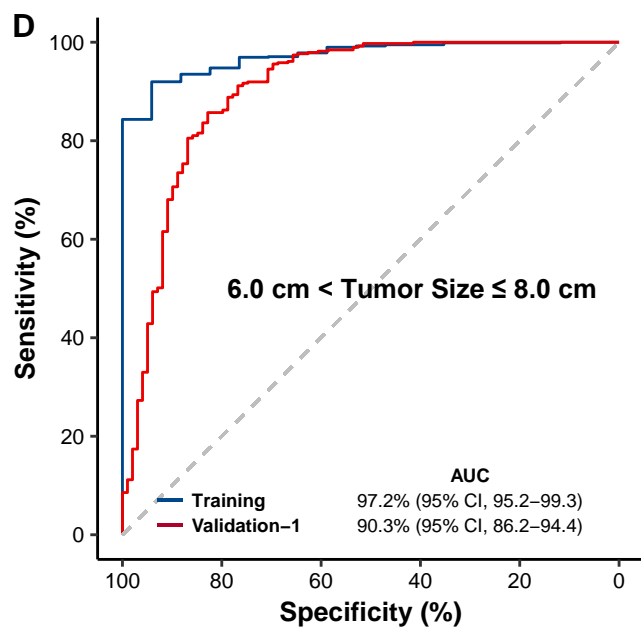 D
100
80
60
40
20
0
Sensitivity (%)
6.0 cm < Tumor Size ≤ 8.0 cm
AUC
Training 97.2% (95% CI, 95.2–99.3)
Validation−1 90.3% (95% CI, 86.2–94.4)
100 80 60 40 20 0
Specificity (%)